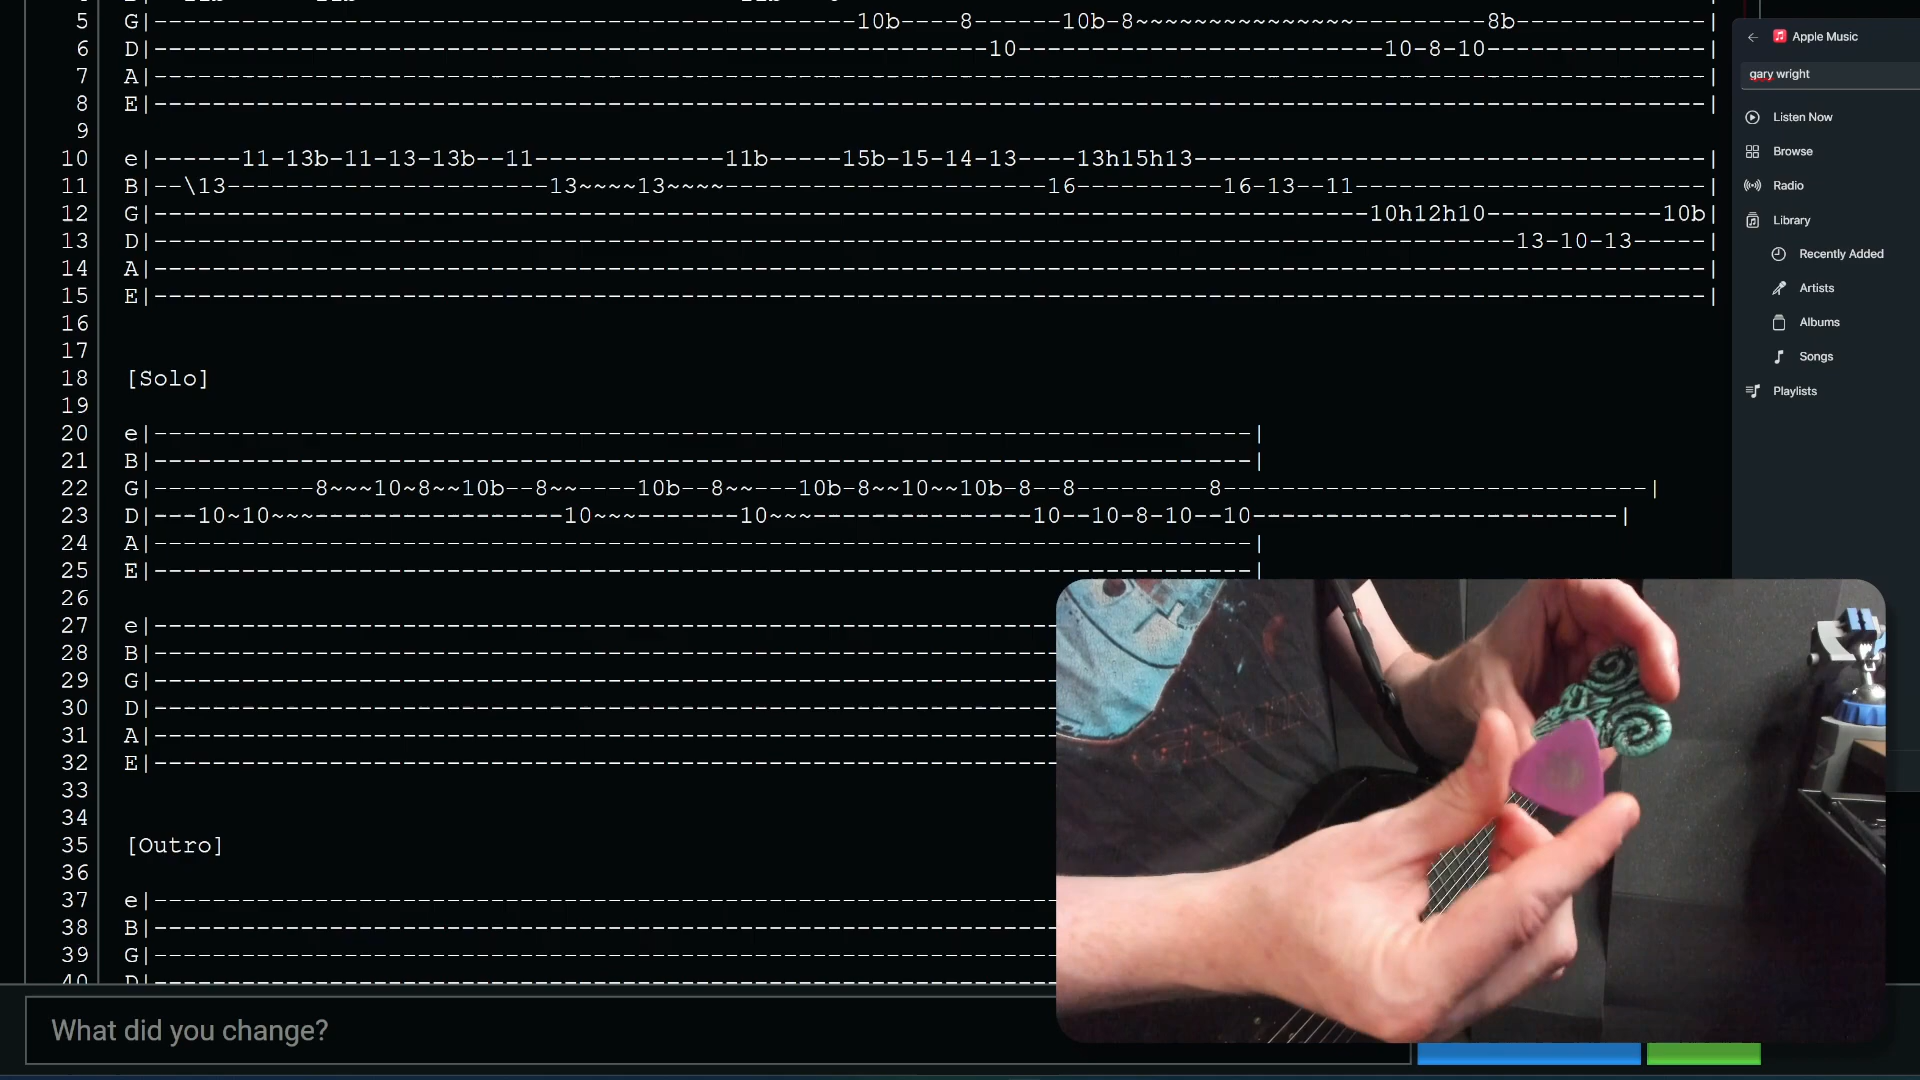 5 G|------------------------------------------------10b----8------10b-8~~~~~~~~~~~~~~~---------8b-------------|
6 D|---------------------------------------------------------10-------------------------10-8-10---------------|
7 A|----------------------------------------------------------------------------------------------------------|
8 E|----------------------------------------------------------------------------------------------------------|
9
10 e|------11-13b-11-13-13b--11-------------11b-----15b-15-14-13----13h15h13-----------------------------------|
11 B|--\13----------------------13~~~~13~~~~----------------------16----------16-13--11------------------------|
12 G|-----------------------------------------------------------------------------------10h12h10------------10b|
13 D|---------------------------------------------------------------------------------------------13-10-13-----|
14 A|----------------------------------------------------------------------------------------------------------|
15 E|----------------------------------------------------------------------------------------------------------|
16
17
18 [Solo]
19
20 e|---------------------------------------------------------------------------|
21 B|---------------------------------------------------------------------------|
22 G|-----------8~~~10~8~~10b--8~~----10b--8~~---10b-8~~10~~10b-8--8---------8-----------------------------|
23 D|---10~10~~~-----------------10~~~-------10~~~---------------10--10-8-10--10-------------------------|
24 A|---------------------------------------------------------------------------|
25 E|---------------------------------------------------------------------------|
26
27 e|--------------------------------------------------------------
28 B|--------------------------------------------------------------
29 G|--------------------------------------------------------------
30 D|--------------------------------------------------------------
31 A|--------------------------------------------------------------
32 E|--------------------------------------------------------------
33
34
35 [Outro]
36
37 e|--------------------------------------------------------------
38 B|--------------------------------------------------------------
39 G|--------------------------------------------------------------
40 D|--------------------------------------------------------------
What did you change?
Apple Music
gary wright
Listen Now
Browse
Radio
Library
Recently Added
Artists
Albums
Songs
Playlists